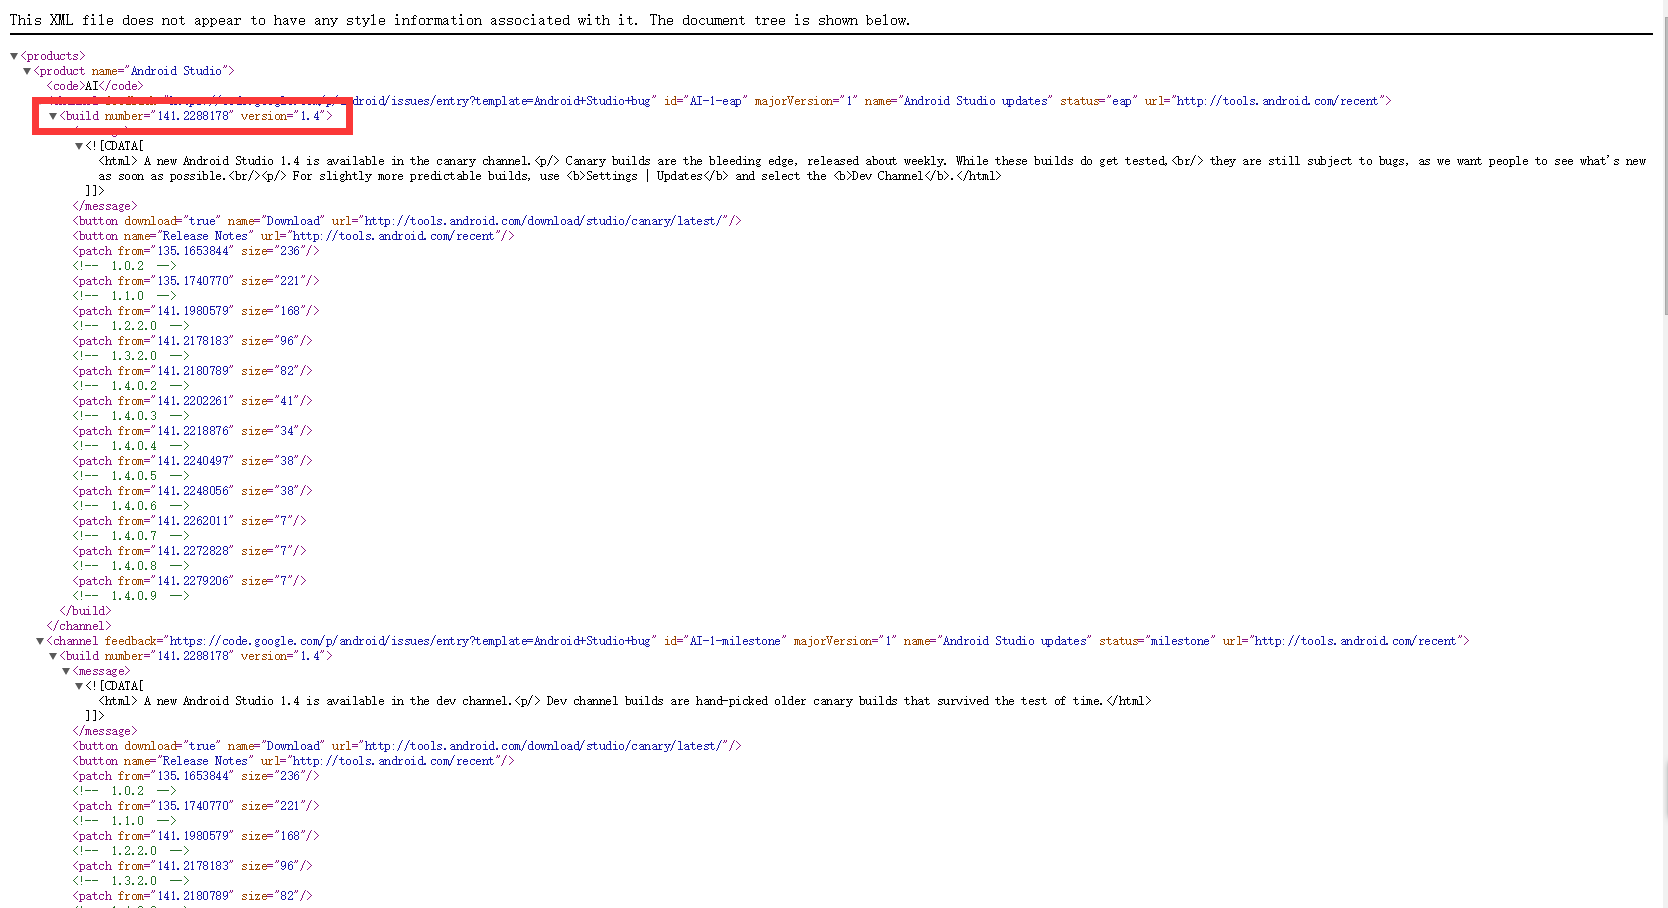 This XML file does not appear to have any style information associated with it. The document tree is shown below.
▼<products>
▼<product name="Android Studio">
<code>AI</code>
android/issues/entry?template=Android+Studio+bug" id="AI-1-eap" majorVersion="1" name="Android Studio updates" status="eap" url="http://tools.android.com/recent">
▼<build number="141.2288178" version="1.4">
▼<![CDATA[
<html> A new Android Studio 1.4 is available in the canary channel.<p/> Canary builds are the bleeding edge, released about weekly. While these builds do get tested,<br/> they are still subject to bugs, as we want people to see what's new
as soon as possible.<br/><p/> For slightly more predictable builds, use <b>Settings | Updates</b> and select the <b>Dev Channel</b>.</html>
]]>
</message>
<button download="true" name="Download" url="http://tools.android.com/download/studio/canary/latest/"/>
<button name="Release Notes" url="http://tools.android.com/recent"/>
<patch from="135.1653844" size="236"/>
<!-- 1.0.2 -->
<patch from="135.1740770" size="221"/>
<!-- 1.1.0 -->
<patch from="141.1980579" size="168"/>
<!-- 1.2.2.0 -->
<patch from="141.2178183" size="96"/>
<!-- 1.3.2.0 -->
<patch from="141.2180789" size="82"/>
<!-- 1.4.0.2 -->
<patch from="141.2202261" size="41"/>
<!-- 1.4.0.3 -->
<patch from="141.2218876" size="34"/>
<!-- 1.4.0.4 -->
<patch from="141.2240497" size="38"/>
<!-- 1.4.0.5 -->
<patch from="141.2248056" size="38"/>
<!-- 1.4.0.6 -->
<patch from="141.2262011" size="7"/>
<!-- 1.4.0.7 -->
<patch from="141.2272828" size="7"/>
<!-- 1.4.0.8 -->
<patch from="141.2279206" size="7"/>
<!-- 1.4.0.9 -->
</build>
</channel>
▼<channel feedback="https://code.google.com/p/android/issues/entry?template=Android+Studio+bug" id="AI-1-milestone" majorVersion="1" name="Android Studio updates" status="milestone" url="http://tools.android.com/recent">
▼<build number="141.2288178" version="1.4">
▼<message>
▼<![CDATA[
<html> A new Android Studio 1.4 is available in the dev channel.<p/> Dev channel builds are hand-picked older canary builds that survived the test of time.</html>
]]>
</message>
<button download="true" name="Download" url="http://tools.android.com/download/studio/canary/latest/"/>
<button name="Release Notes" url="http://tools.android.com/recent"/>
<patch from="135.1653844" size="236"/>
<!-- 1.0.2 -->
<patch from="135.1740770" size="221"/>
<!-- 1.1.0 -->
<patch from="141.1980579" size="168"/>
<!-- 1.2.2.0 -->
<patch from="141.2178183" size="96"/>
<!-- 1.3.2.0 -->
<patch from="141.2180789" size="82"/>